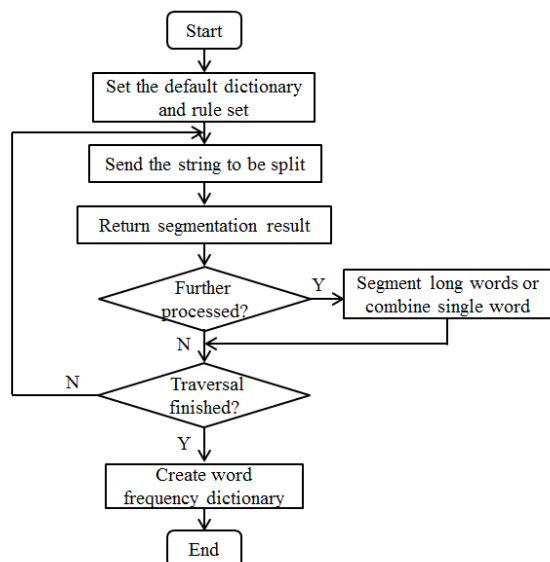 Start
Set the default dictionary
and rule set
Send the string to be split
Return segmentation result
Further
processed?
Y
Segment long words or
combine single word
N
N
Traversal
finished?
Y
Create word
frequency dictionary
End